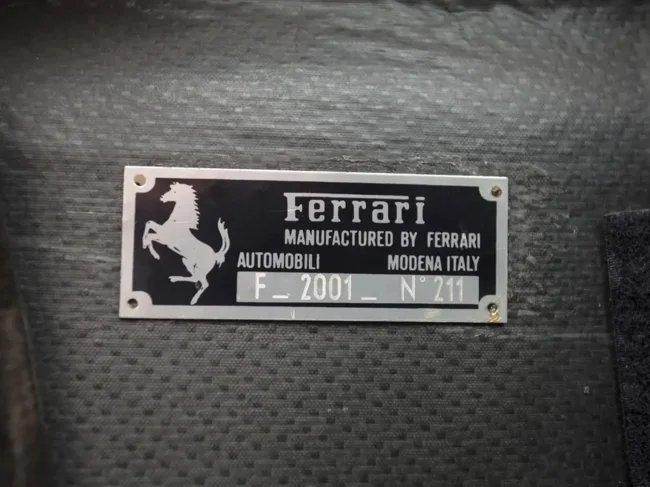 Ferrari
MANUFACTURED BY FERRARI
AUTOMOBILI MODENA ITALY
F_ 2001_ N° 211